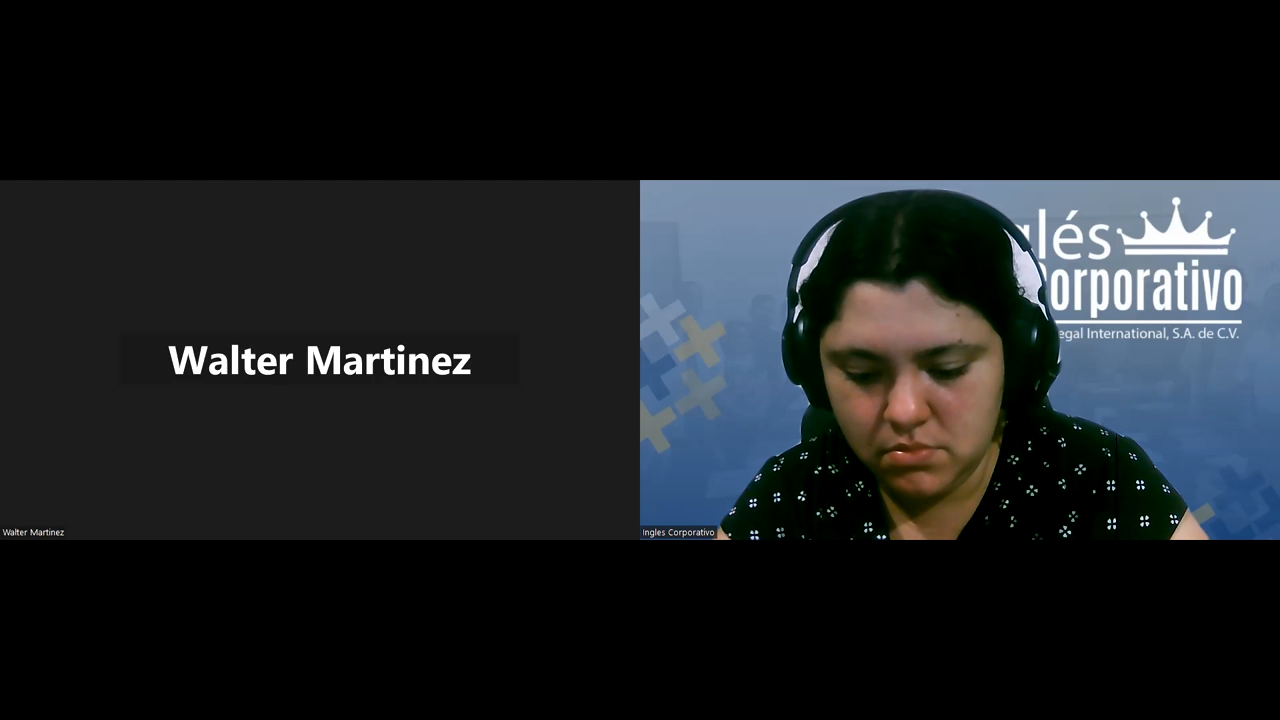 Walter Martinez
Walter Martinez
glés
orporativo
egal International, S.A. de C.V.
Ingles Corporativo